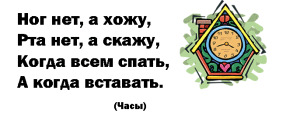 Ног нет, а хожу,
Рта нет, а скажу,
Когда всем спать,
А когда вставать.
(Часы)